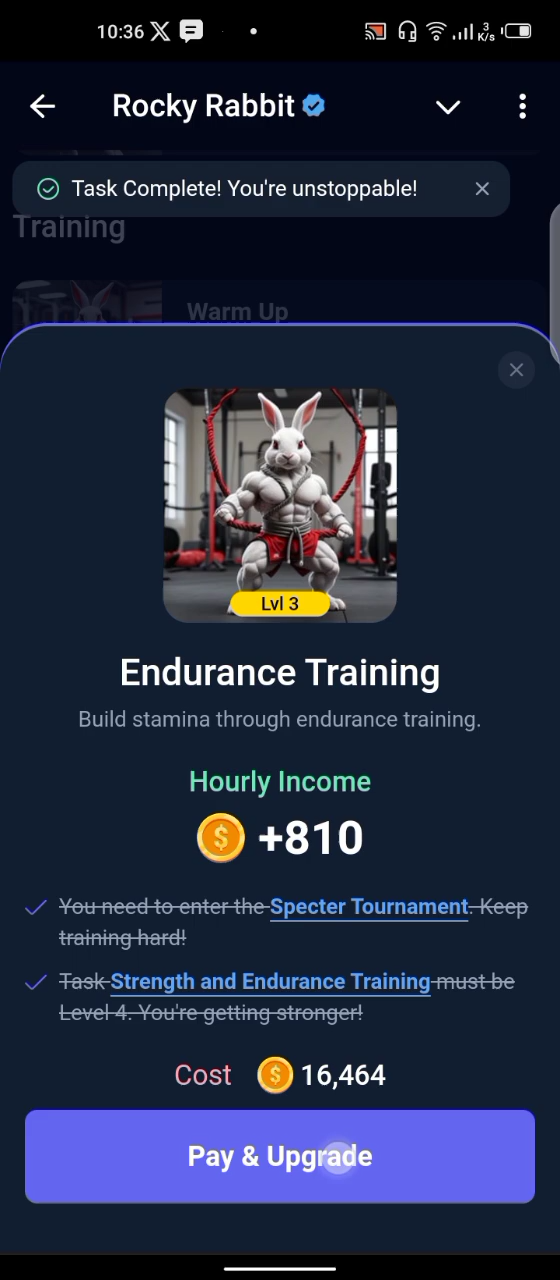 10:36
3
K/s
Rocky Rabbit
Task Complete! You're unstoppable!
Training
Warm Up
Lvl 3
Endurance Training
Build stamina through endurance training.
Hourly Income
+810
You need to enter the Specter Tournament. Keep
training hard!
Task Strength and Endurance Training must be
Level 4. You're getting stronger!
Cost 16,464
Pay & Upgrade